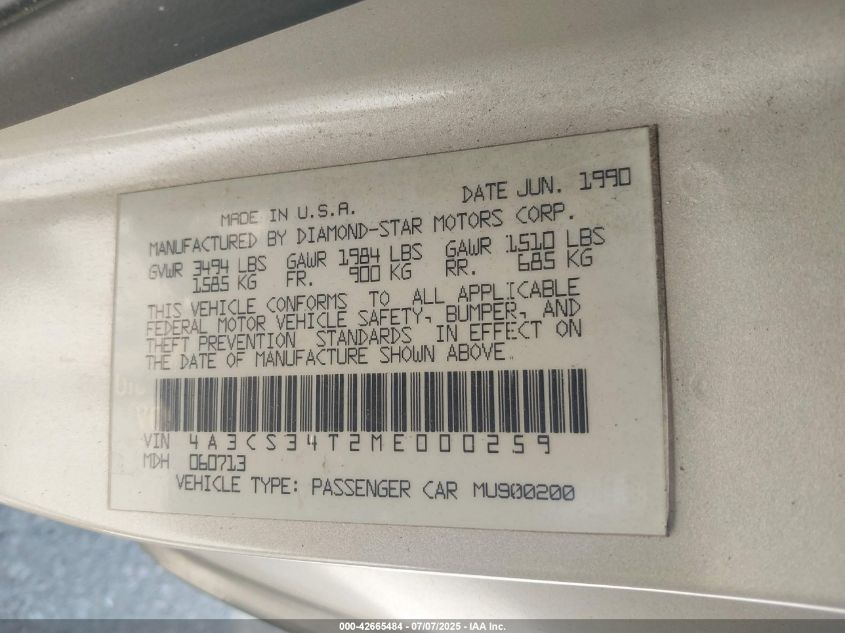 DATE JUN. 1990
MADE IN U.S.A.
MANUFACTURED BY DIAMOND-STAR MOTORS CORP.
GVWR 3494 LBS GAWR 1984 LBS GAWR 1510 LBS
1585 KG FR. 900 KG RR. 685 KG
THIS VEHICLE CONFORMS TO ALL APPLICABLE
FEDERAL MOTOR VEHICLE SAFETY, BUMPER, AND
THEFT PREVENTION STANDARDS IN EFFECT ON
THE DATE OF MANUFACTURE SHOWN ABOVE.
VIN 4A3CS34T2ME000259
MDH 060713
VEHICLE TYPE: PASSENGER CAR MU900200
000-42665484 - 07/07/2025 - IAA Inc.